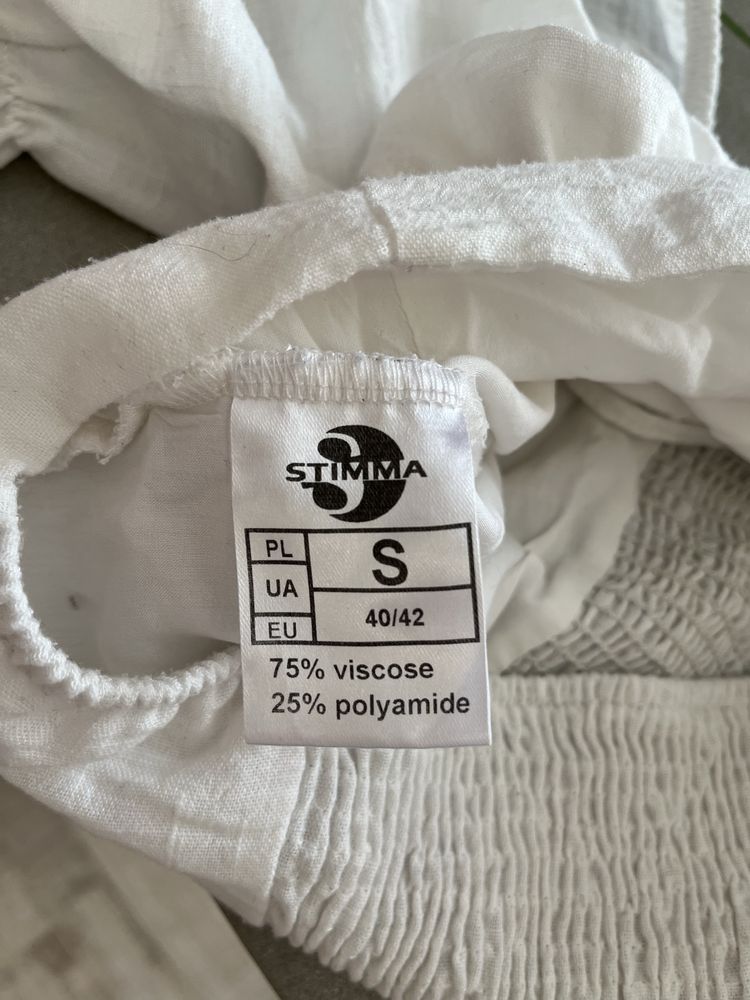 STIMMA
PL
S
UA
40/42
EU
75% viscose
25% polyamide